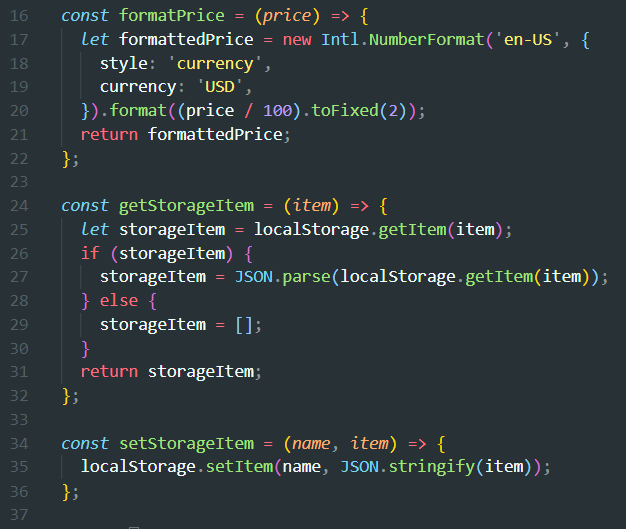 16 const formatPrice = (price) => {
17 let formattedPrice = new Intl.NumberFormat('en-US', {
18 style: 'currency',
19 currency: 'USD',
20 }).format((price / 100).toFixed(2));
21 return formattedPrice;
22 };
23
24 const getStorageItem = (item) => {
25 let storageItem = localStorage.getItem(item);
26 if (storageItem) {
27 storageItem = JSON.parse(localStorage.getItem(item));
28 } else {
29 storageItem = [];
30 }
31 return storageItem;
32 };
33
34 const setStorageItem = (name, item) => {
35 localStorage.setItem(name, JSON.stringify(item));
36 };
37